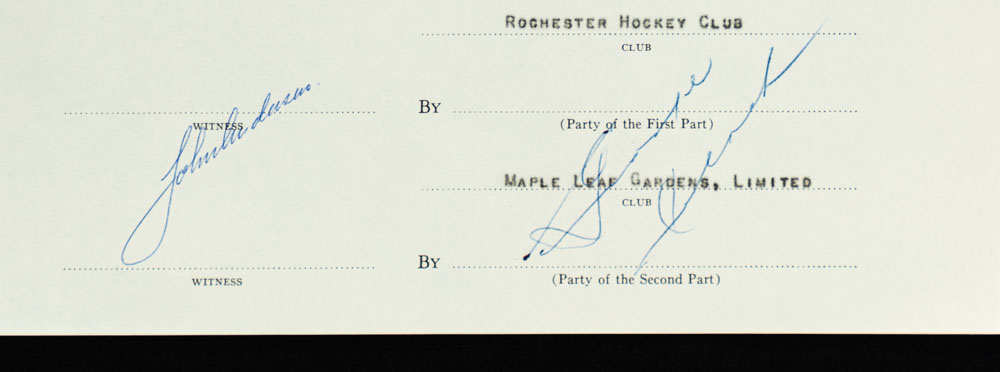 ROCHESTER HOCKEY CLUB
CLUB
WITNESS
BY
(Party of the First Part)
MAPLE LEAF GARDENS, LIMITED
CLUB
BY
WITNESS
(Party of the Second Part)